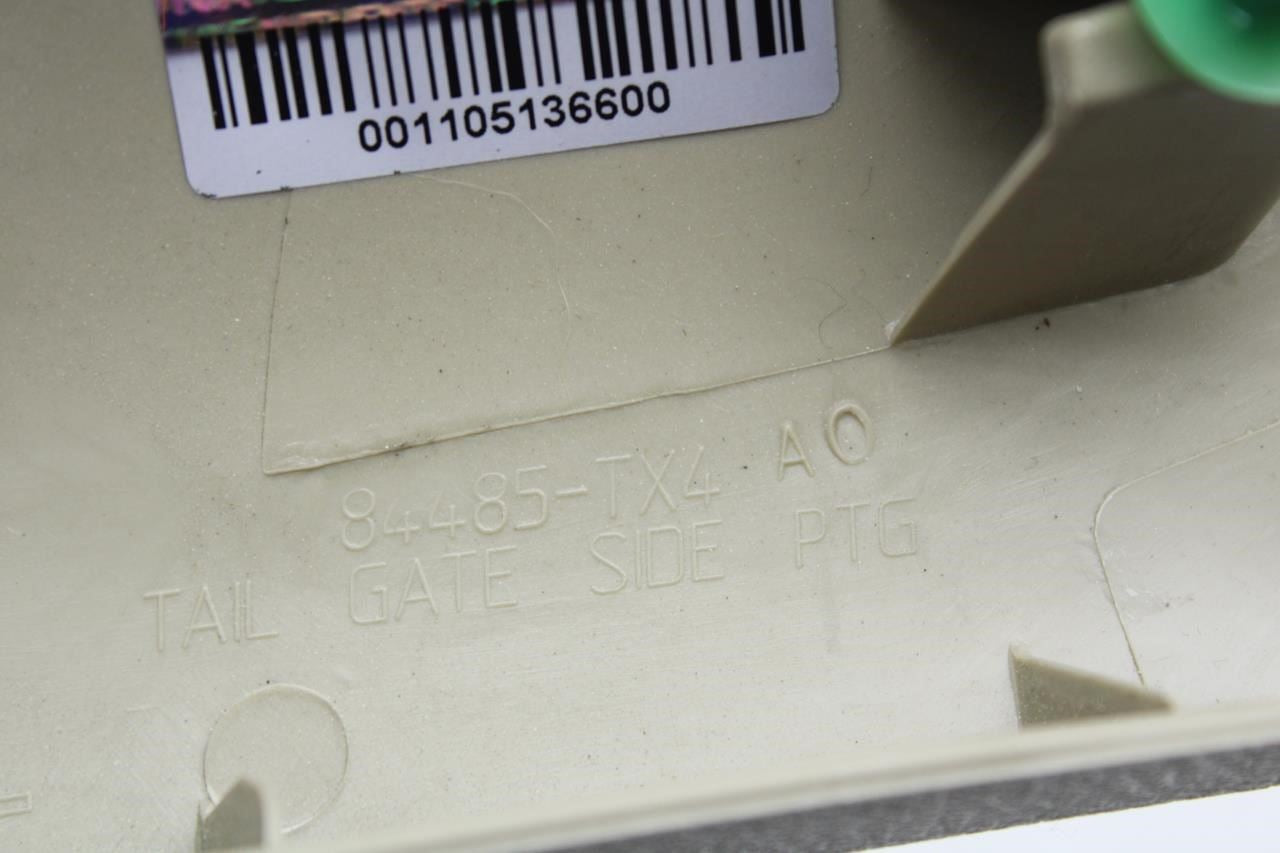 001105136600
84485-TX4 A0
TAIL GATE SIDE PTG